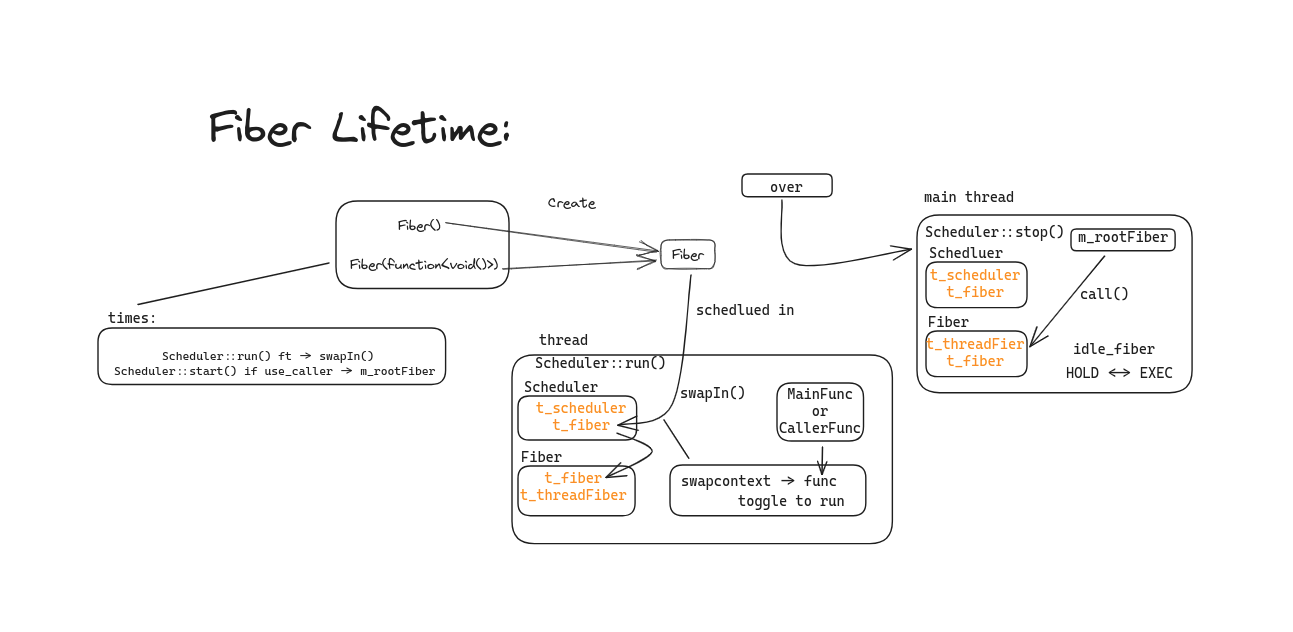 Fiber Lifetime:
over
Create
Fiber()
Fiber(function<void()>)
Fiber
times:
Scheduler::run() ft → swapIn()
Scheduler::start() if use_caller → m_rootFiber
schedlued in
thread
Scheduler::run()
Scheduler
t_scheduler
t_fiber
Fiber
t_fiber
t_threadFiber
swapIn()
MainFunc
or
CallerFunc
swapcontext → func
toggle to run
main thread
Scheduler::stop()
m_rootFiber
Schedluer
t_scheduler
t_fiber
call()
Fiber
t_threadFier
t_fiber
idle_fiber
HOLD ↔ EXEC